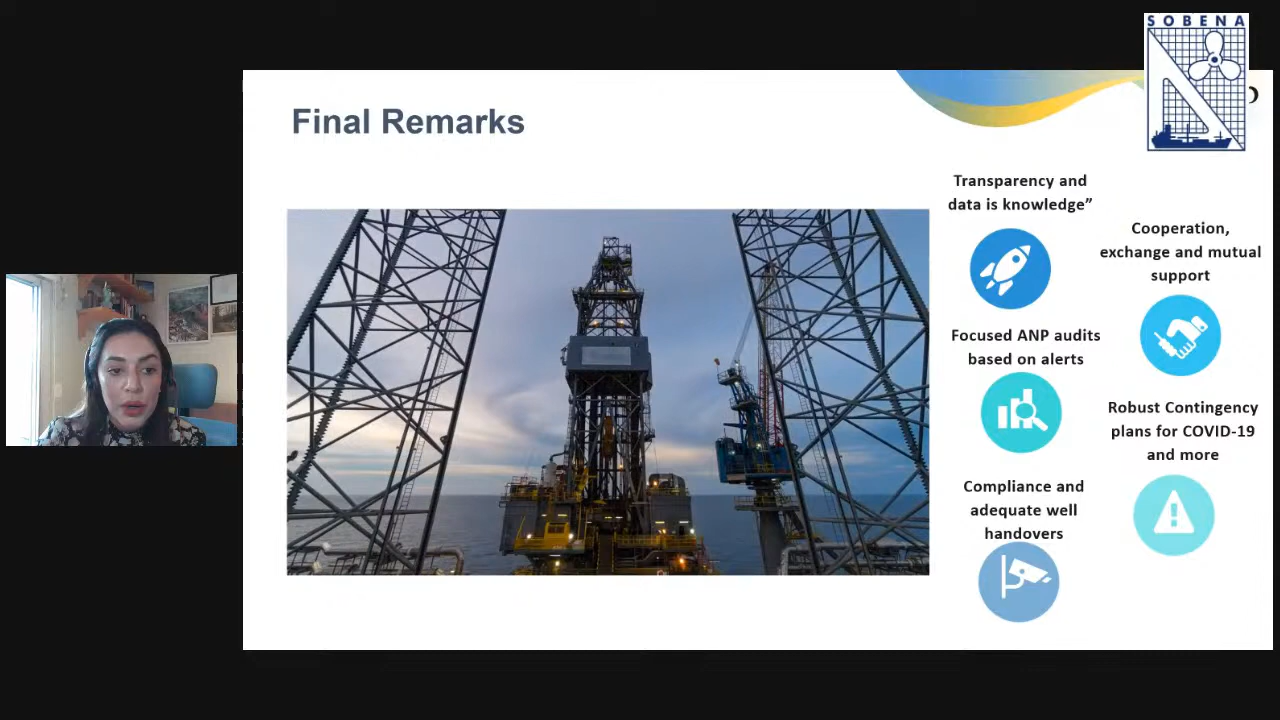 SOBENA
Final Remarks
Transparency and
data is knowledge”
Cooperation,
exchange and mutual
support
Focused ANP audits
based on alerts
Robust Contingency
plans for COVID-19
and more
Compliance and
adequate well
handovers